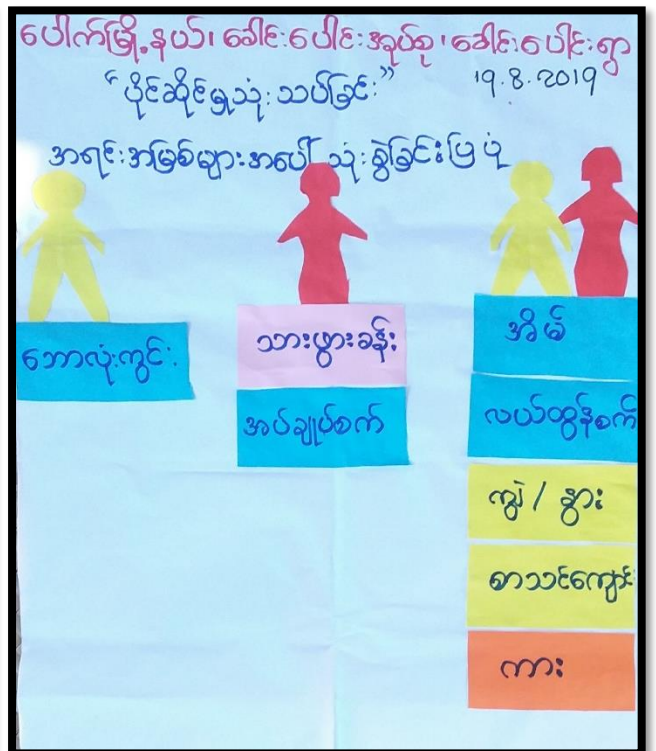 ပေါက်မြို့နယ်၊ ခေါင်းပေါင်းအုပ်စု၊ ခေါင်းပေါင်းရွာ
“ပိုင်ဆိုင်မှုသုံးသပ်ခြင်း” 19.8.2019
အရင်းအမြစ်များအပေါ် သုံးစွဲခြင်းပြပုံ
ဘောလုံးကွင်း
သားဖွားခန်း
အပ်ချုပ်စက်
အိမ်
လယ်ထွန်စက်
ကျွဲ / နွား
စာသင်ကျောင်း
ကား